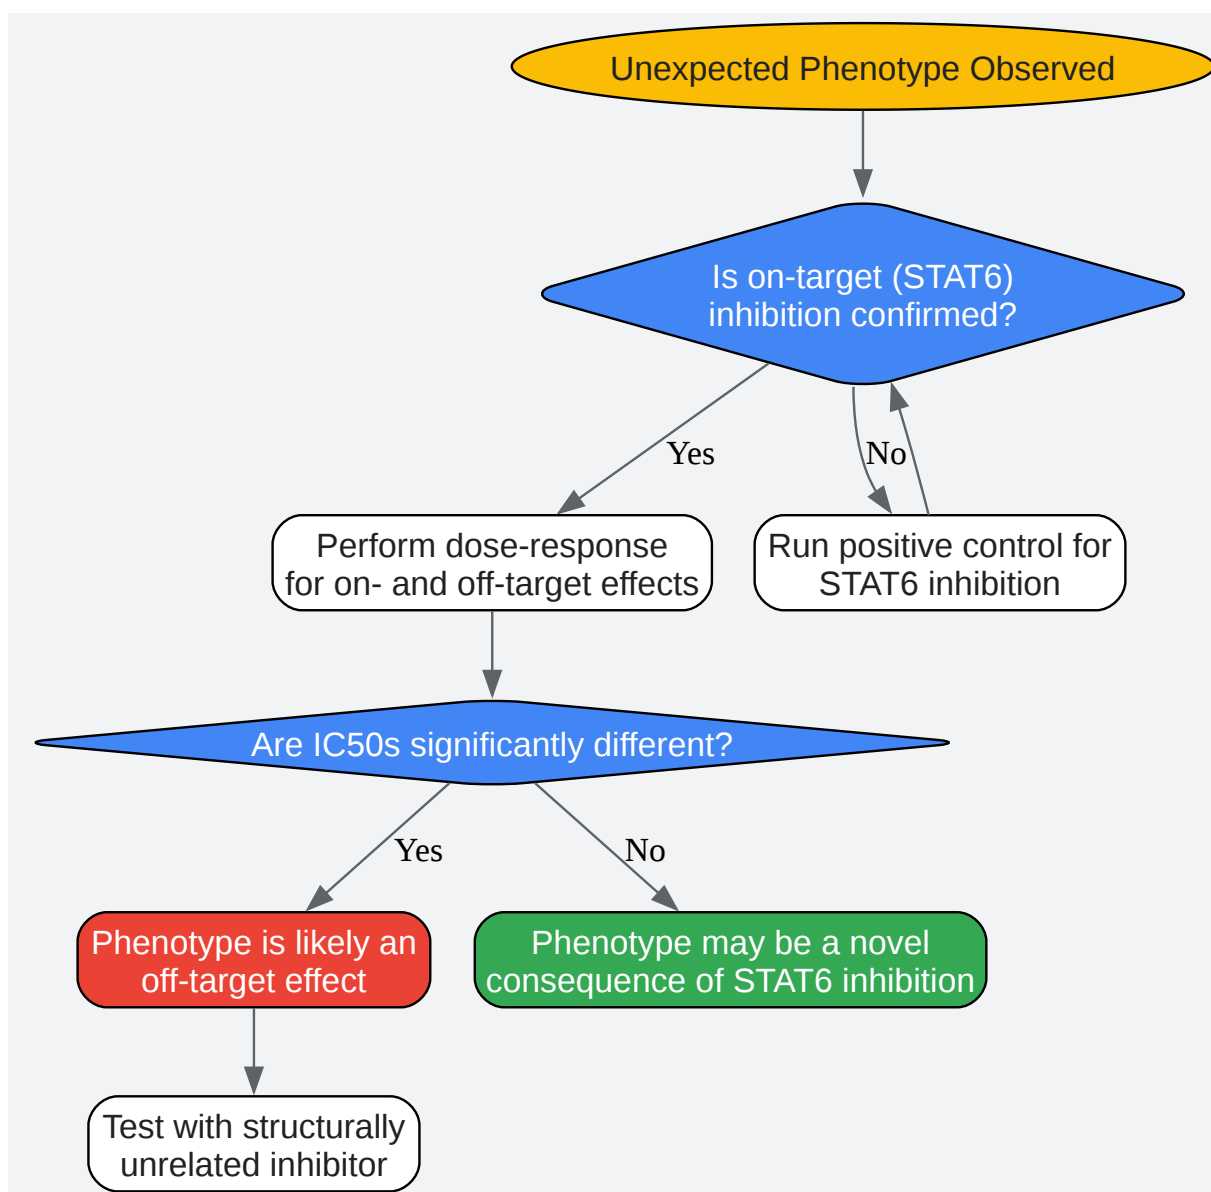 Unexpected Phenotype Observed
Is on-target (STAT6)
inhibition confirmed?
Yes
No
Perform dose-response
for on- and off-target effects
Run positive control for
STAT6 inhibition
Are IC50s significantly different?
Yes
No
Phenotype is likely an
off-target effect
Phenotype may be a novel
consequence of STAT6 inhibition
Test with structurally
unrelated inhibitor